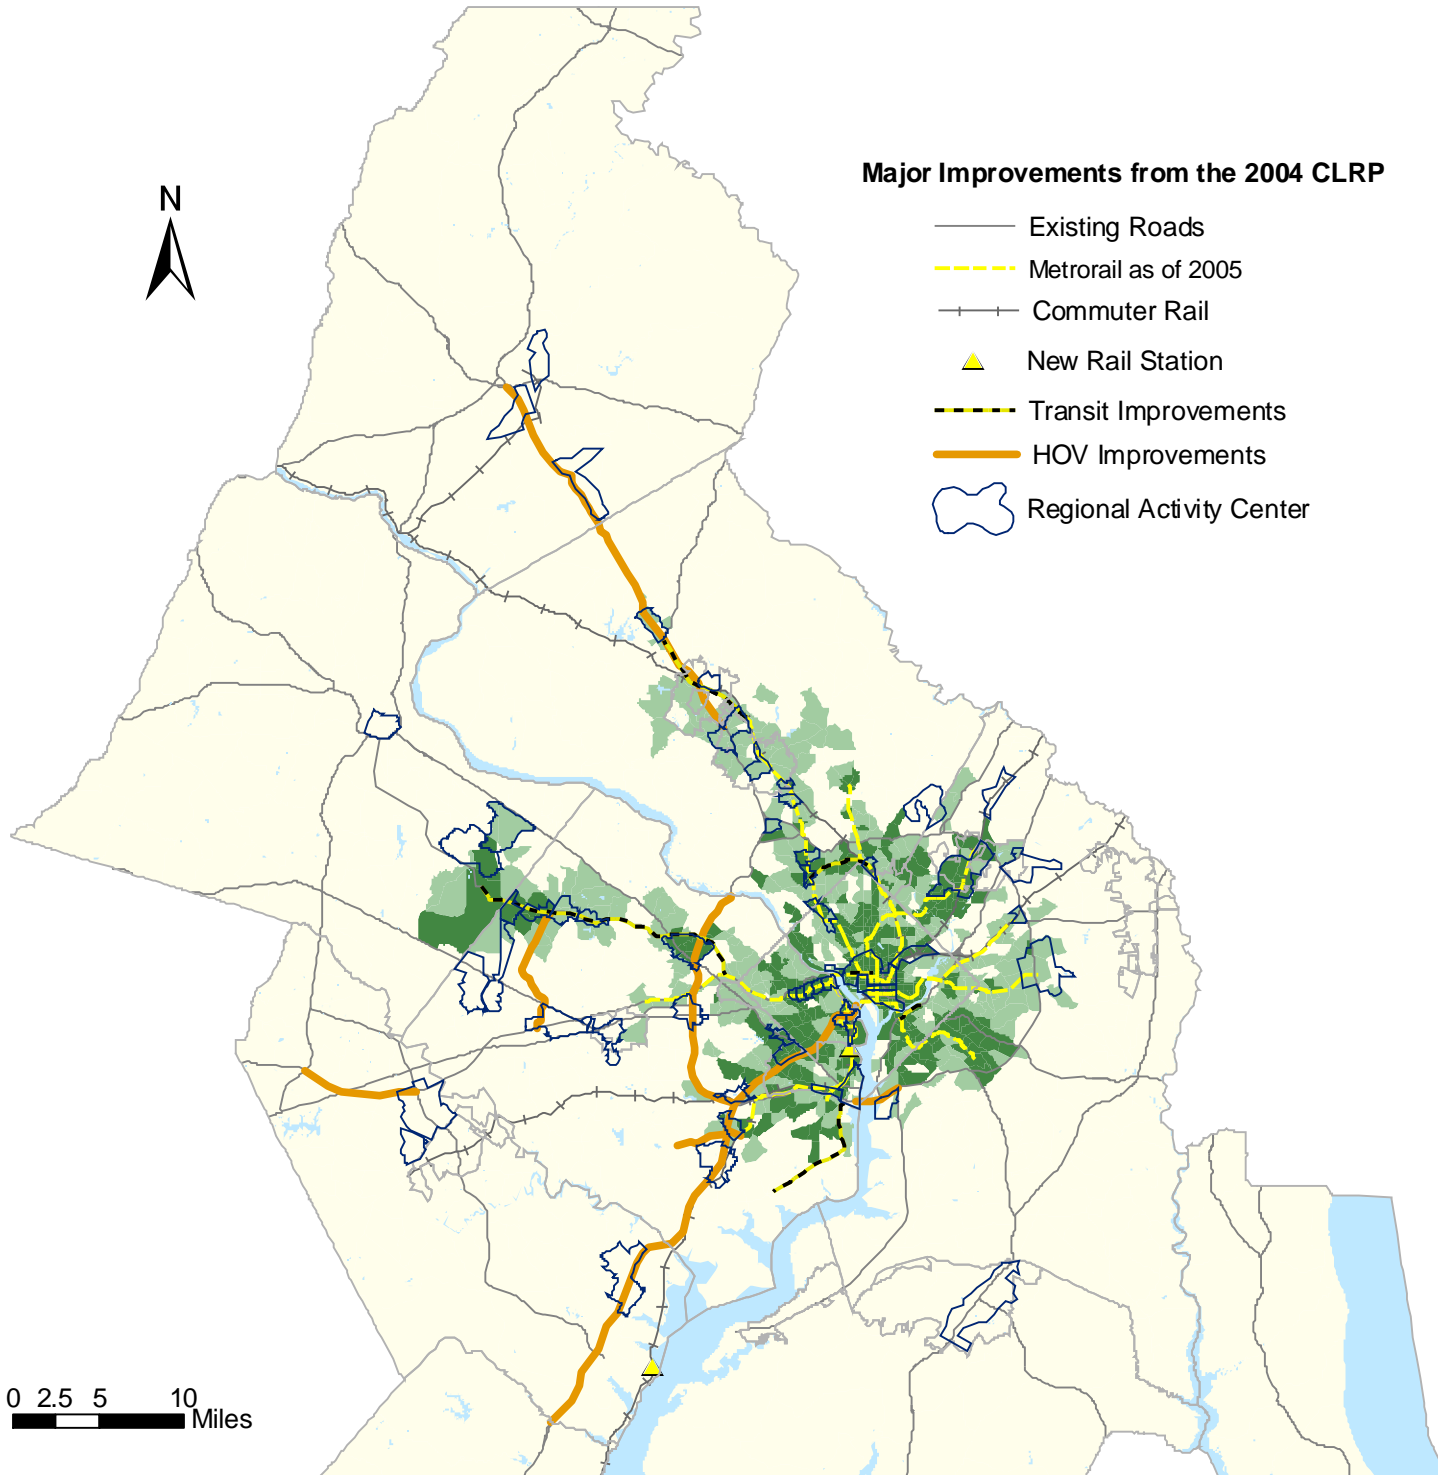 Major Improvements from the 2004 CLRP
N
Existing Roads
Metrorail as of 2005
Commuter Rail
New Rail Station
Transit Improvements
HOV Improvements
Regional Activity Center
0 2.5 5 10
Miles